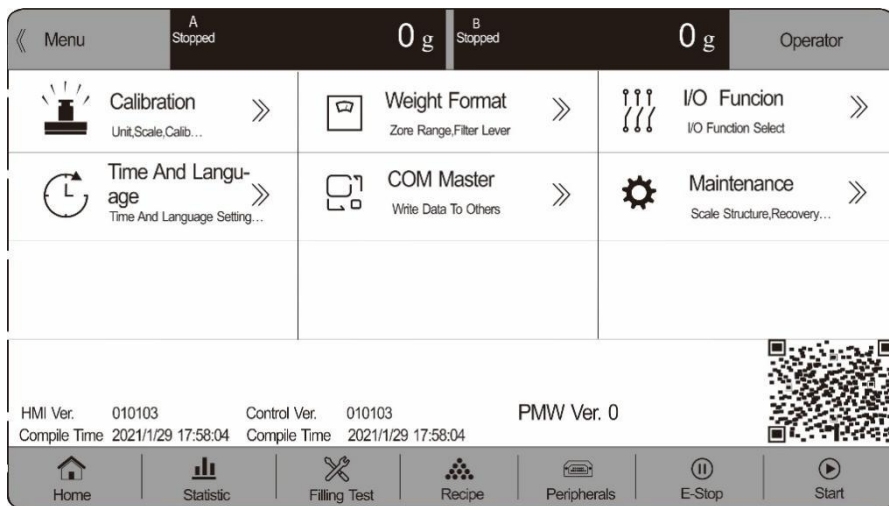 Menu
A
Stopped
0 g
B
Stopped
0 g
Operator
Calibration
Unit,Scale,Calib...
Weight Format
Zore Range,Filter Lever
I/O Funcion
I/O Function Select
Time And Langu-
age
Time And Language Setting...
COM Master
Write Data To Others
Maintenance
Scale Structure,Recovery...
HMI Ver. 010103 Control Ver. 010103 PMW Ver. 0
Compile Time 2021/1/29 17:58:04 Compile Time 2021/1/29 17:58:04
Home Statistic Filling Test Recipe Peripherals E-Stop Start